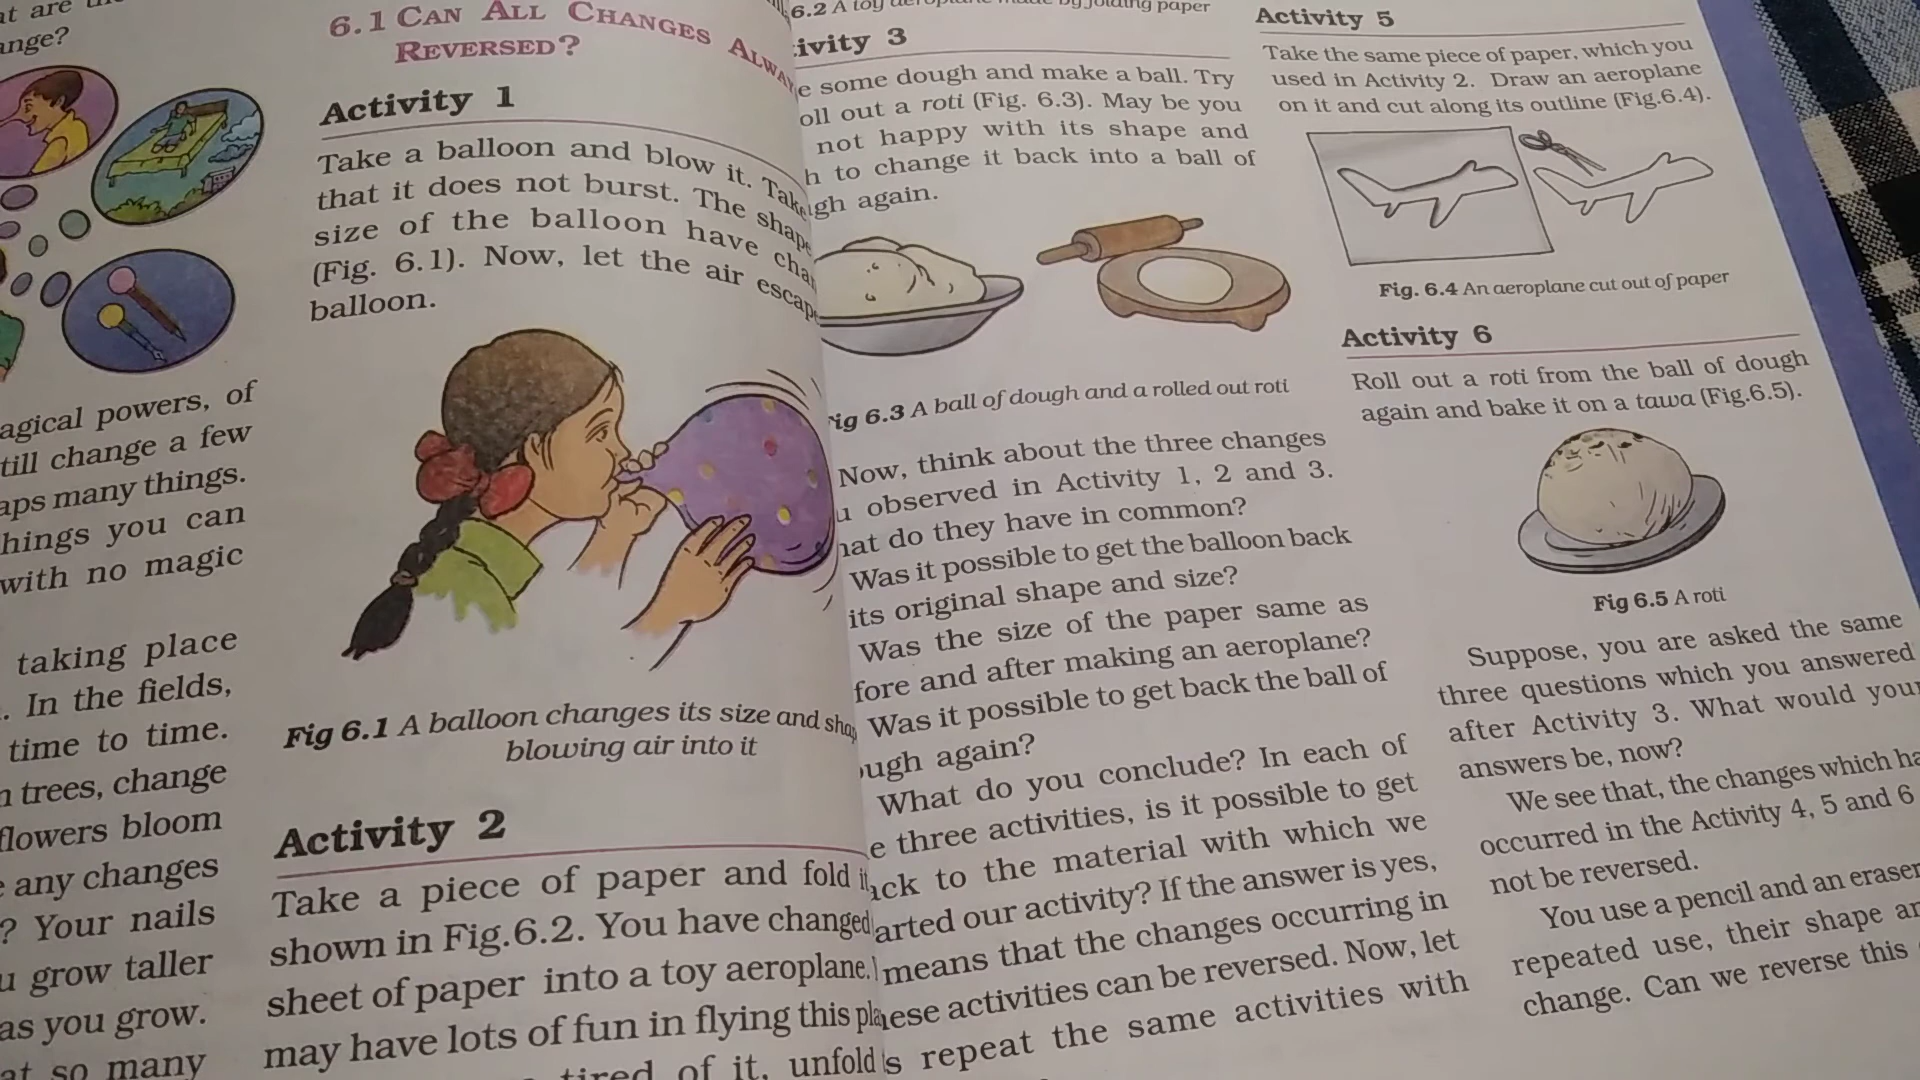 at are
ange?
agical powers, of
till change a few
aps many things.
hings you can
with no magic
taking place
. In the fields,
time to time.
n trees, change
flowers bloom
any changes
? Your nails
u grow taller
as you grow.
at so many
6.1 CAN ALL CHANGES ALWAY
REVERSED?
Activity 1
Take a balloon and blow it. Take
that it does not burst. The shape
size of the balloon have cha
(Fig. 6.1). Now, let the air escape
balloon.
Fig 6.1 A balloon changes its size and shap
blowing air into it
Activity 2
Take a piece of paper and fold it
shown in Fig.6.2. You have changed
sheet of paper into a toy aeroplane.
may have lots of fun in flying this pla
tired of it, unfold
6.2 A toy aeroplane made by folding paper
ivity 3
e some dough and make a ball. Try
oll out a roti (Fig. 6.3). May be you
not happy with its shape and
h to change it back into a ball of
gh again.
ig 6.3 A ball of dough and a rolled out roti
Now, think about the three changes
u observed in Activity 1, 2 and 3.
hat do they have in common?
Was it possible to get the balloon back
its original shape and size?
Was the size of the paper same as
fore and after making an aeroplane?
Was it possible to get back the ball of
ugh again?
What do you conclude? In each of
e three activities, is it possible to get
ack to the material with which we
arted our activity? If the answer is yes,
means that the changes occurring in
hese activities can be reversed. Now, let
s repeat the same activities with
Activity 5
Take the same piece of paper, which you
used in Activity 2. Draw an aeroplane
on it and cut along its outline (Fig.6.4).
Fig. 6.4 An aeroplane cut out of paper
Activity 6
Roll out a roti from the ball of dough
again and bake it on a tawa (Fig.6.5).
Fig 6.5 A roti
Suppose, you are asked the same
three questions which you answered
after Activity 3. What would your
answers be, now?
We see that, the changes which ha
occurred in the Activity 4, 5 and 6
not be reversed.
You use a pencil and an eraser
repeated use, their shape an
change. Can we reverse this